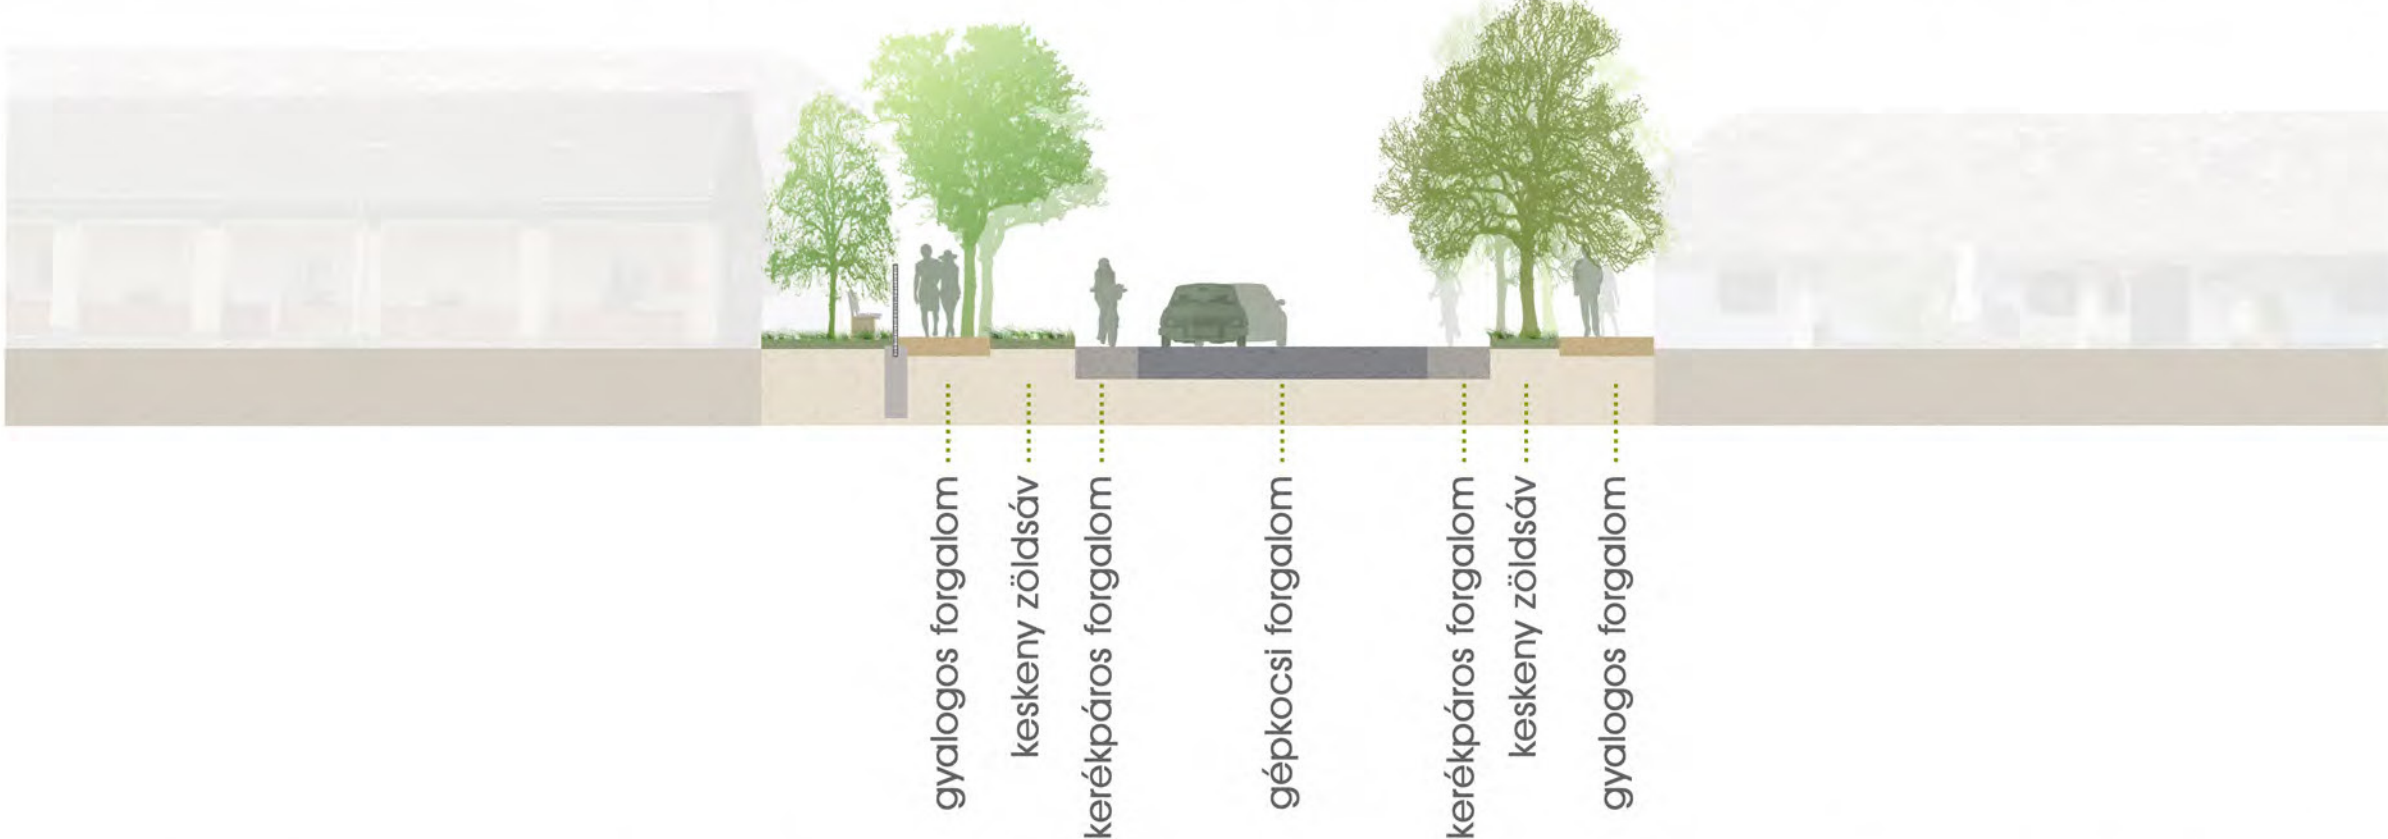 gyalogos forgalom
keskeny zöldsáv
kerékpáros forgalom
gépkocsi forgalom
kerékpáros forgalom
keskeny zöldsáv
gyalogos forgalom